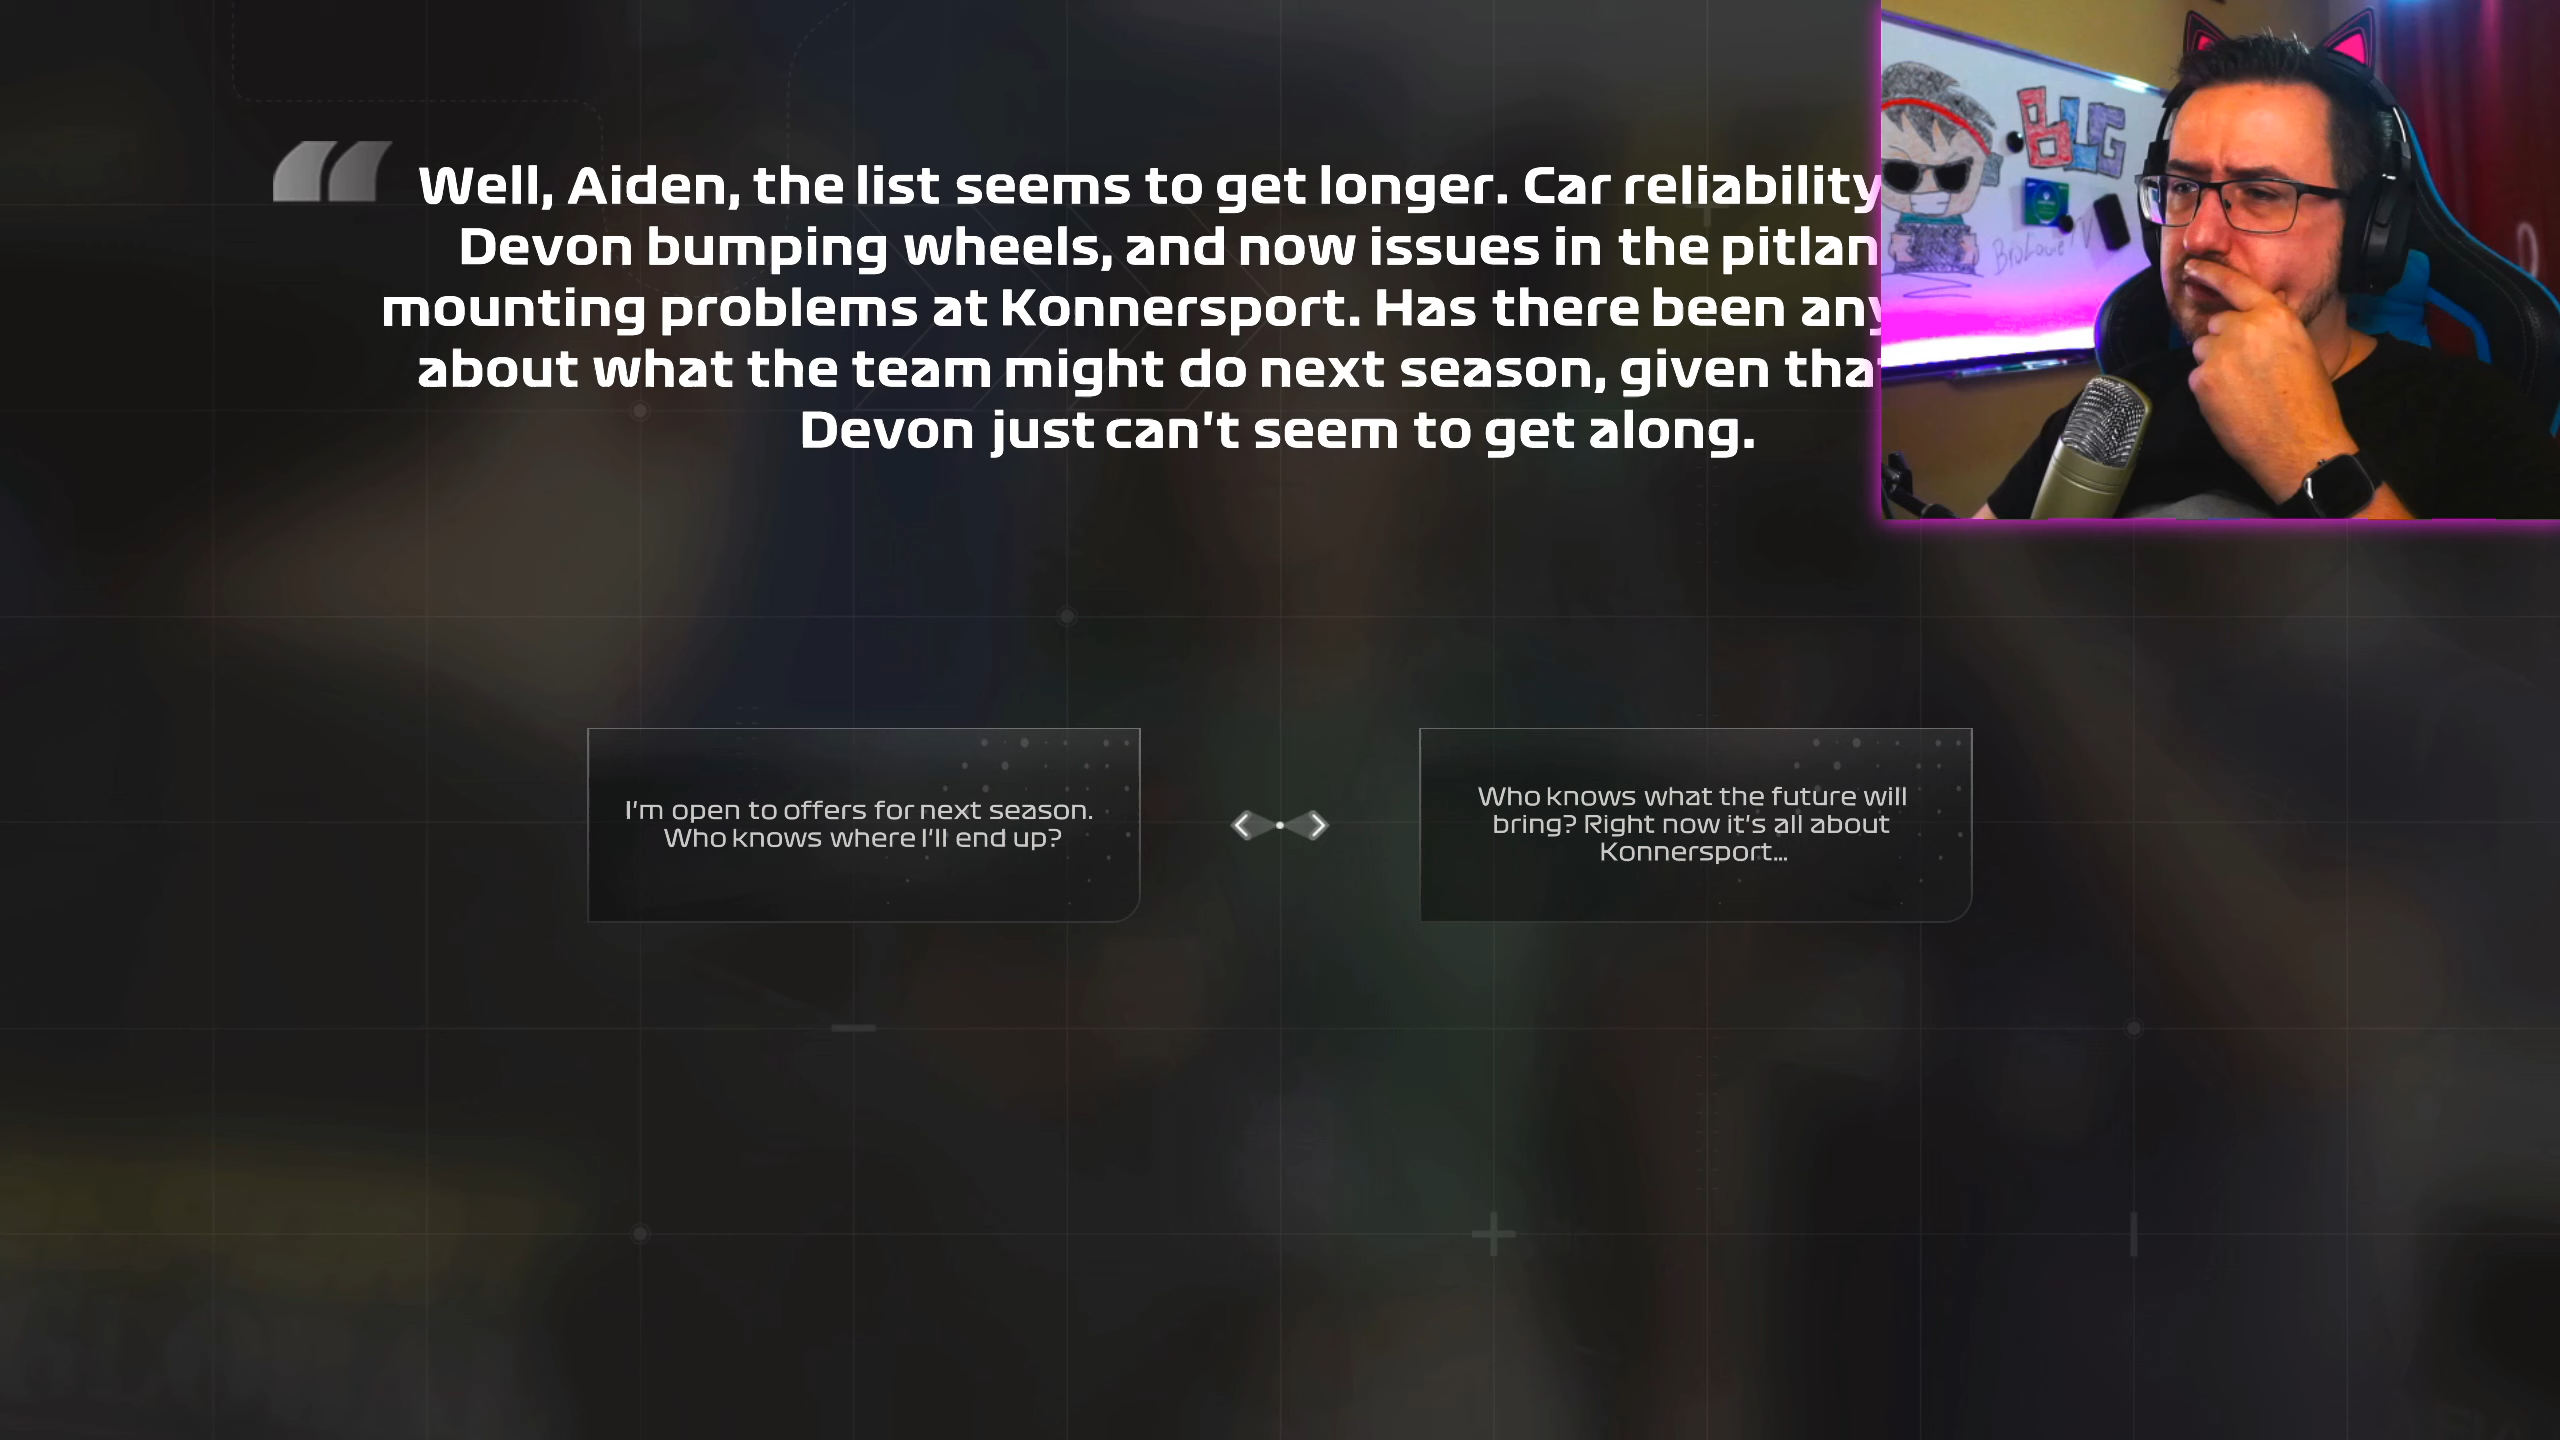 Well, Aiden, the list seems to get longer. Car reliability
Devon bumping wheels, and now issues in the
mounting problems at Konnersport. Has there been
about what the team might do next season, given
Devon just can't seem to get along.
I'm open to offers for next season.
Who knows where I'll end up?
Who knows what the future will
bring? Right now it's all about
Konnersport...
BLG
BroLouie TV